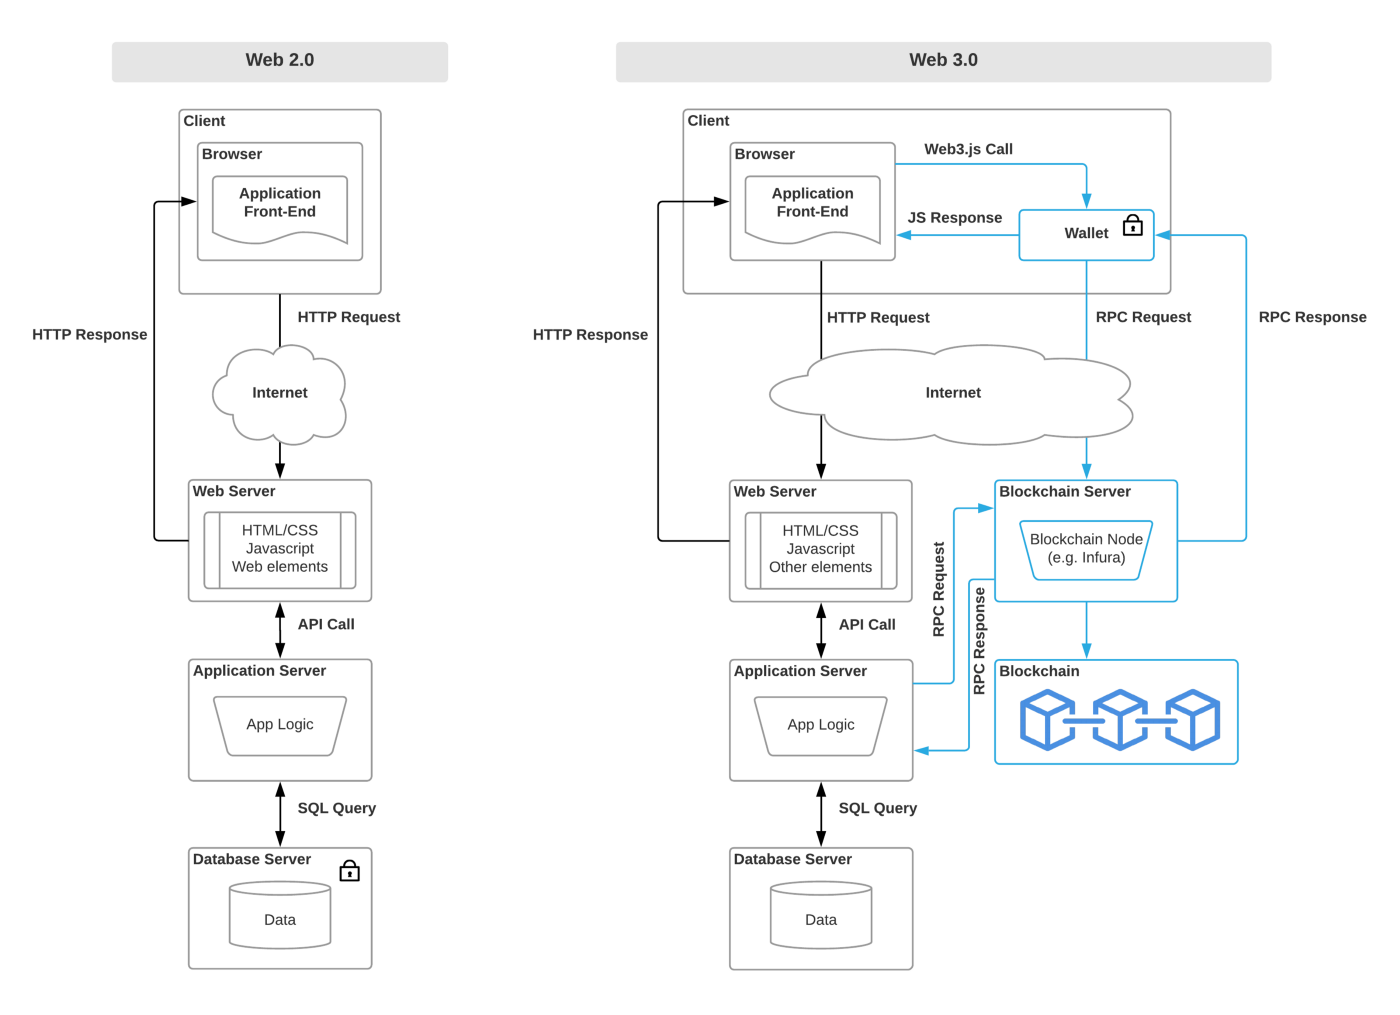 Web 2.0
Client
Browser
Application
Front-End
HTTP Request
HTTP Response
Internet
Web Server
HTML/CSS
Javascript
Web elements
API Call
Application Server
App Logic
SQL Query
Database Server
Data
Web 3.0
Client
Browser
Application
Front-End
Web3.js Call
JS Response
Wallet
HTTP Request
RPC Request
RPC Response
HTTP Response
Internet
Web Server
HTML/CSS
Javascript
Other elements
Blockchain Server
Blockchain Node
(e.g. Infura)
RPC Request
RPC Response
API Call
Application Server
App Logic
Blockchain
SQL Query
Database Server
Data